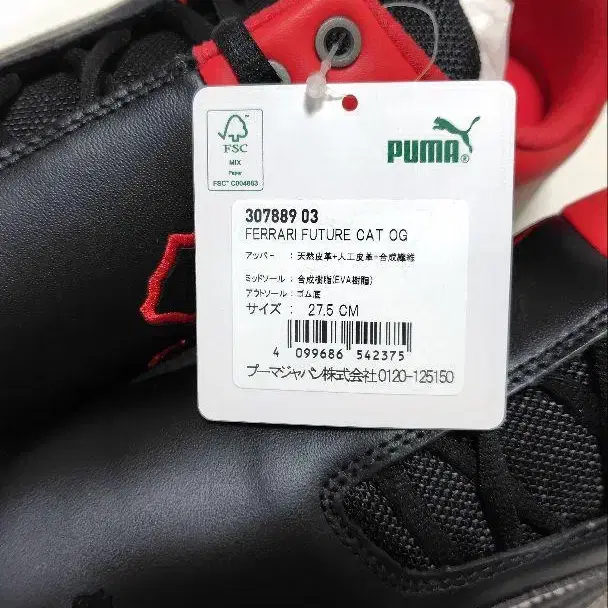 FSC
MIX
Paper
FSC® C004863
PUMA®
307889 03
FERRARI FUTURE CAT OG
アッパー : 天然皮革+人工皮革+合成繊維
ミッドソール : 合成樹脂(EVA樹脂)
アウトソール : ゴム底
サイズ : 27.5 CM
4 099686 542375
プーマジャパン株式会社0120-125150